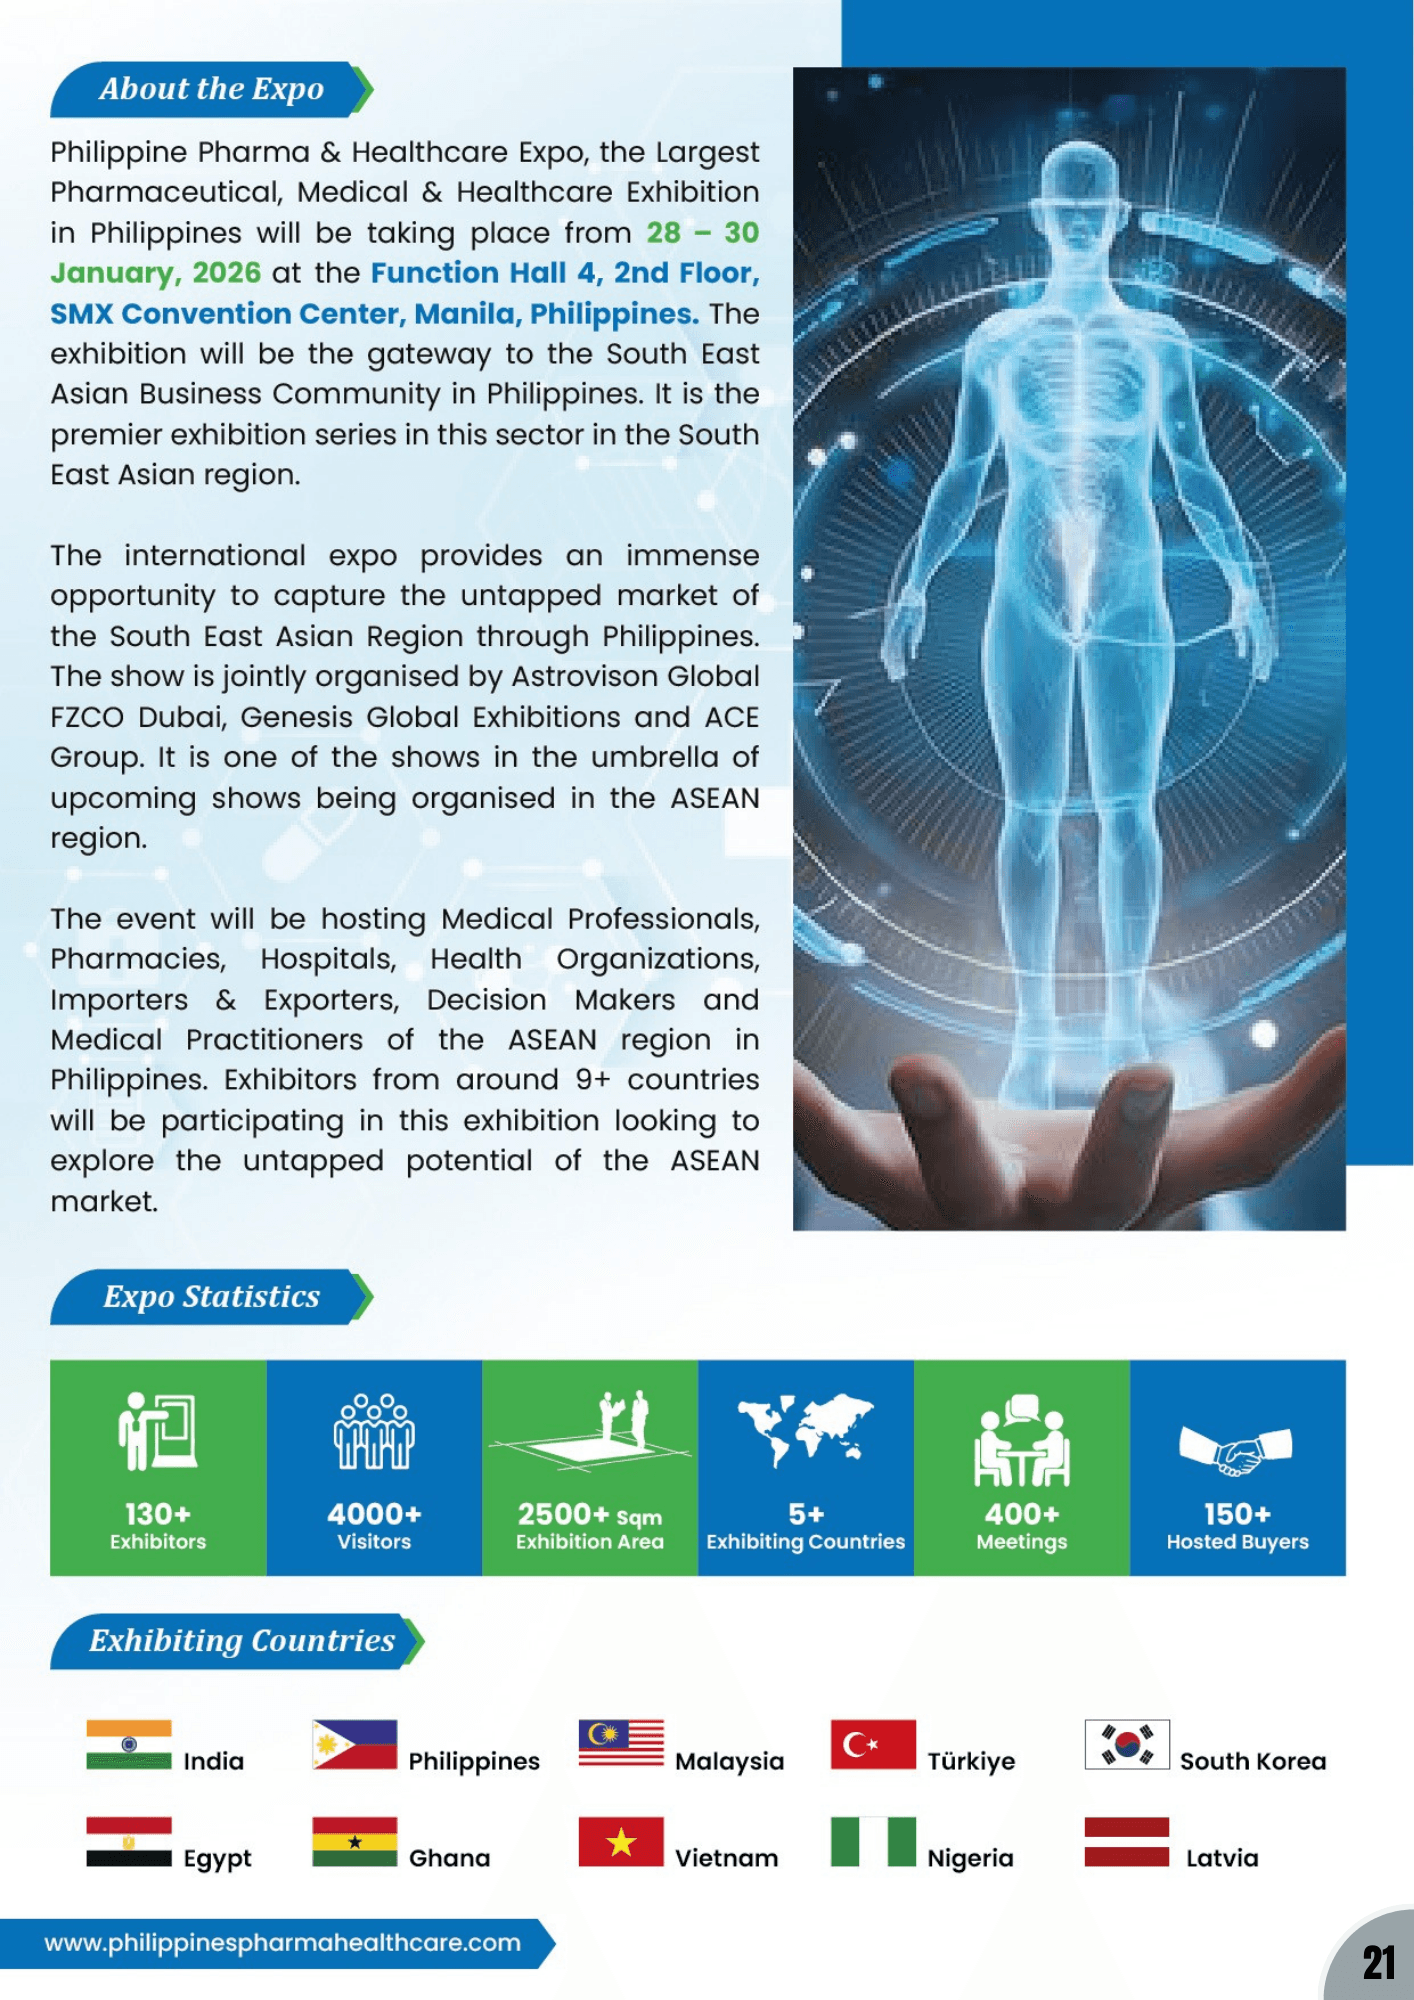 About the Expo
Philippine Pharma & Healthcare Expo, the Largest
Pharmaceutical, Medical & Healthcare Exhibition
in Philippines will be taking place from 28 – 30
January, 2026 at the Function Hall 4, 2nd Floor,
SMX Convention Center, Manila, Philippines. The
exhibition will be the gateway to the South East
Asian Business Community in Philippines. It is the
premier exhibition series in this sector in the South
East Asian region.
The international expo provides an immense
opportunity to capture the untapped market of
the South East Asian Region through Philippines.
The show is jointly organised by Astrovison Global
FZCO Dubai, Genesis Global Exhibitions and ACE
Group. It is one of the shows in the umbrella of
upcoming shows being organised in the ASEAN
region.
The event will be hosting Medical Professionals,
Pharmacies, Hospitals, Health Organizations,
Importers & Exporters, Decision Makers and
Medical Practitioners of the ASEAN region in
Philippines. Exhibitors from around 9+ countries
will be participating in this exhibition looking to
explore the untapped potential of the ASEAN
market.
Expo Statistics
130+
Exhibitors
4000+
Visitors
2500+ Sqm
Exhibition Area
5+
Exhibiting Countries
400+
Meetings
150+
Hosted Buyers
Exhibiting Countries
India
Philippines
Malaysia
Türkiye
South Korea
Egypt
Ghana
Vietnam
Nigeria
Latvia
www.philippinespharmahealthcare.com
21